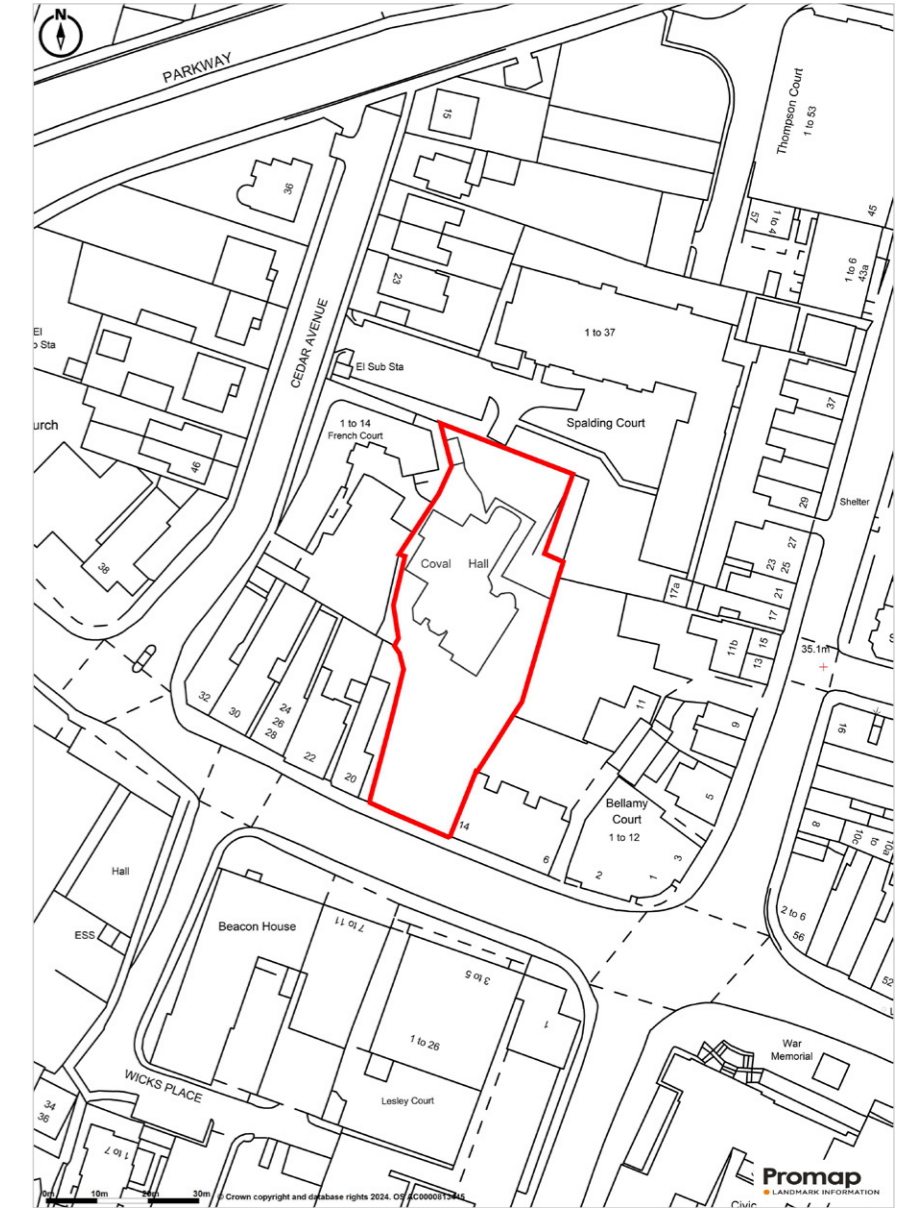 N
PARKWAY
15
Thompson Court
1 to 53
36
57
1 to 4
45
1 to 6
43a
23
CEDAR AVENUE
1 to 37
El
Sta
El Sub Sta
urch
1 to 14
French Court
Spalding Court
37
46
29
Shelter
38
Coval Hall
27
23
25
21
17a
17
11b
15
13
35.1m
32
30
24
26
28
22
20
11
9
16
5
Bellamy
Court
1 to 12
14
6
2
1
3
8
10c
to
10a
Hall
2 to 6
56
52
ESS
Beacon House
7 to 11
3 to 5
1
1 to 26
War
Memorial
WICKS PLACE
Lesley Court
34
36
1 to 7
Promap
LANDMARK INFORMATION
0m 10m 20m 30m
© Crown copyright and database rights 2024. OS
Civic